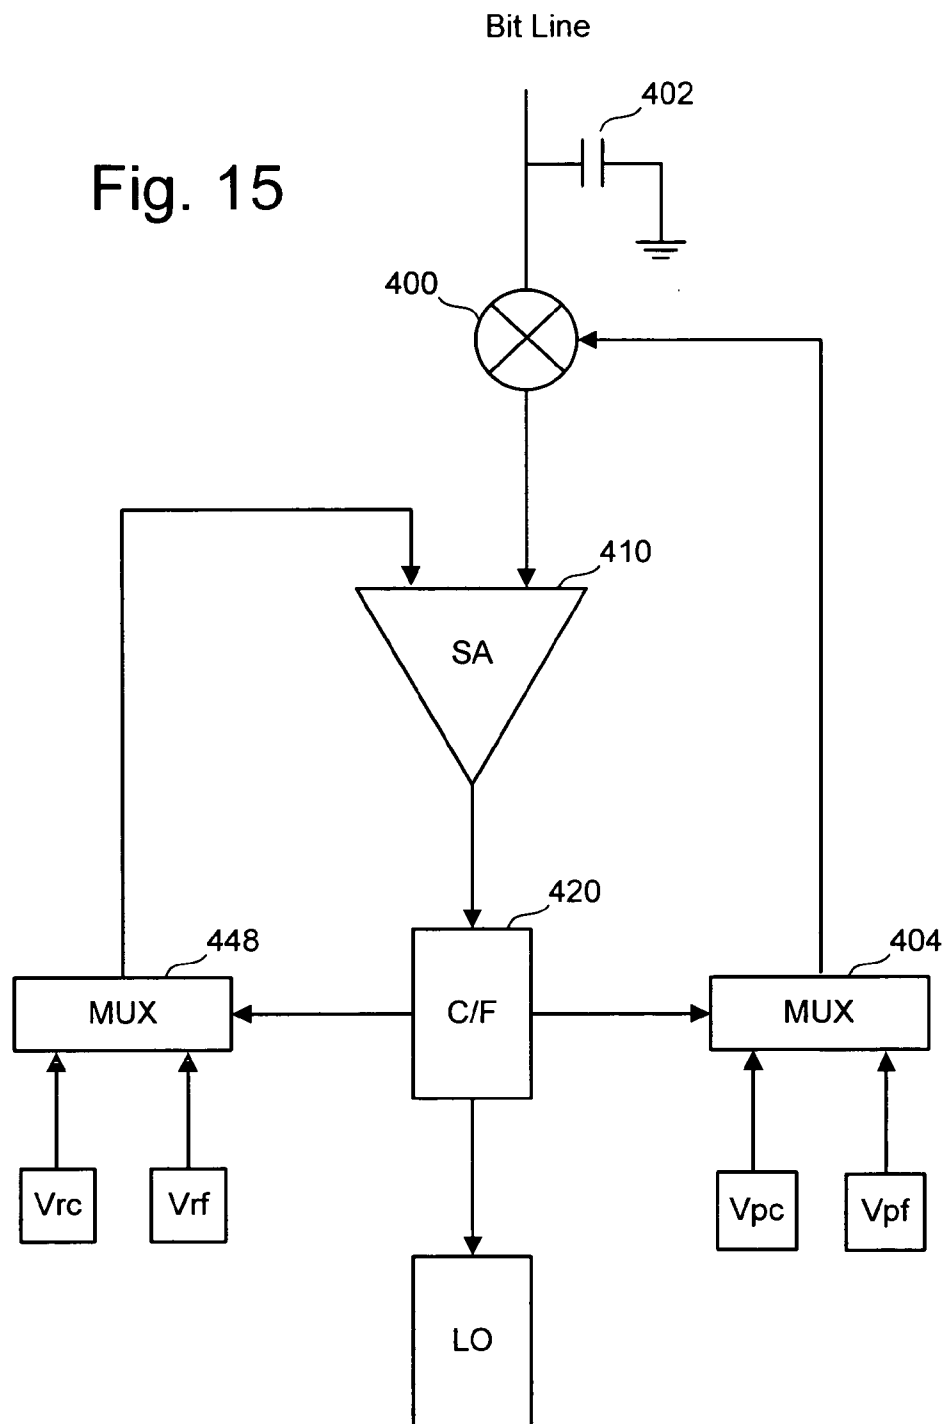 Bit Line
402
Fig. 15
400
410
SA
420
448
404
MUX
C/F
MUX
Vrc
Vrf
Vpc
Vpf
LO